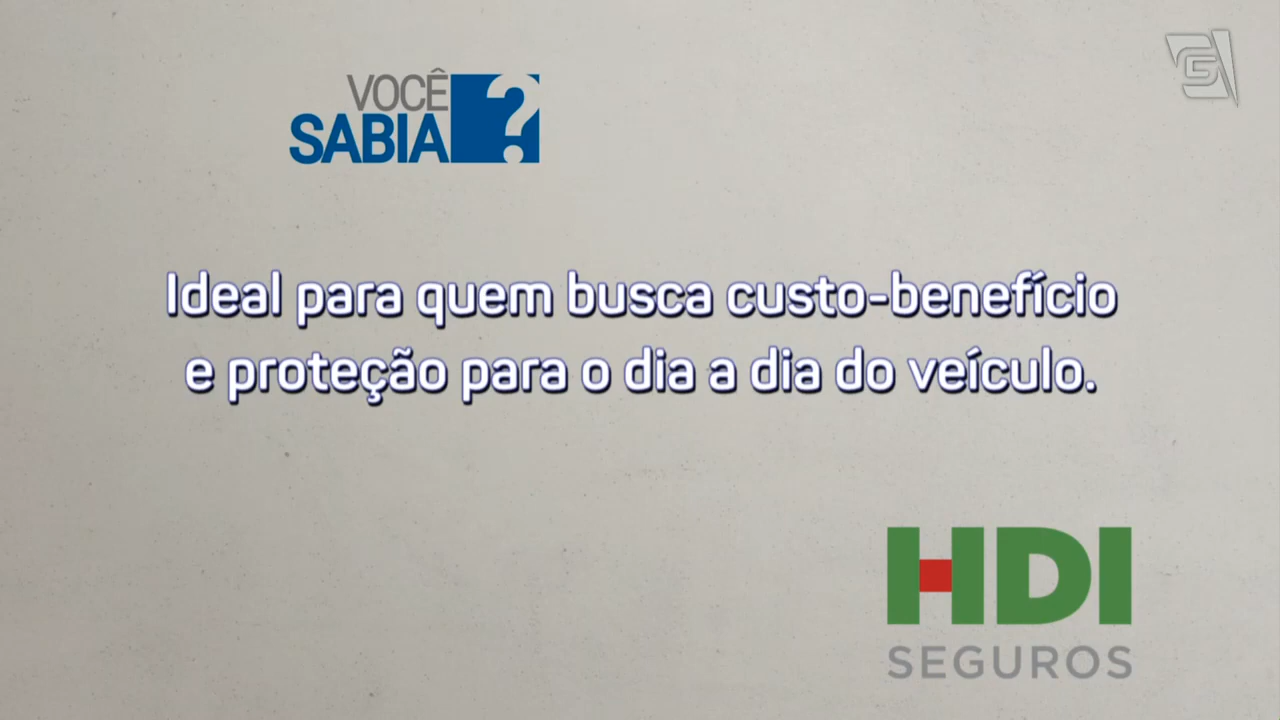 VOCÊ
SABIA?
Ideal para quem busca custo-benefício
e proteção para o dia a dia do veículo.
HDI
SEGUROS